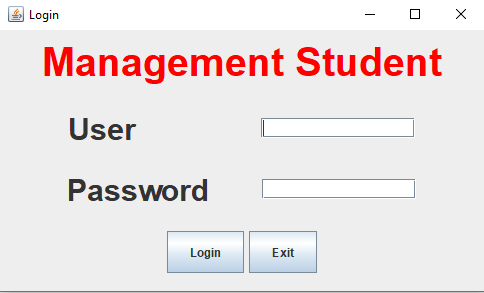 Login
Management Student
User
Password
Login Exit